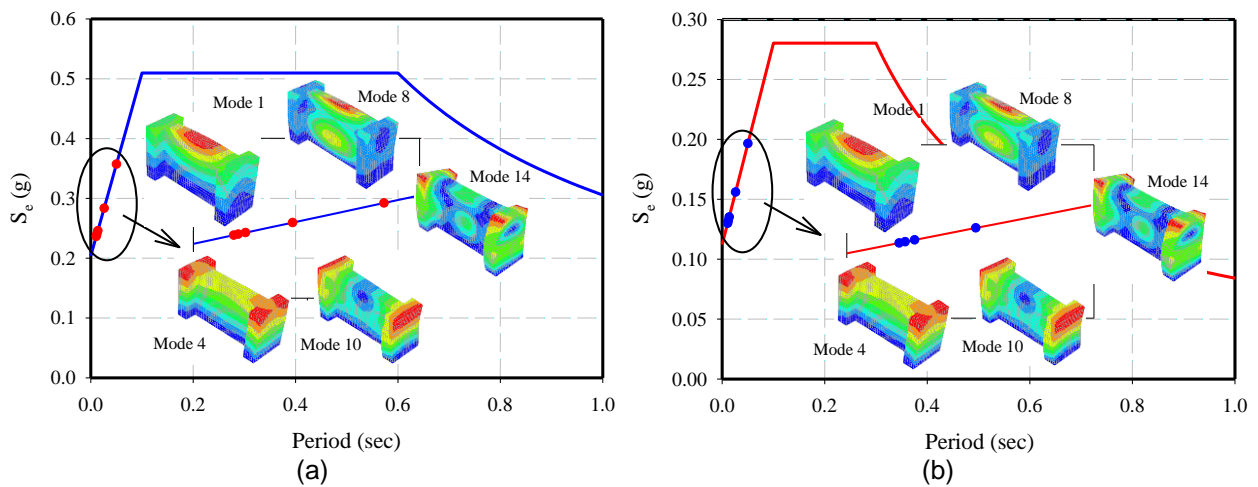 0.6
0.5
0.4
0.3
0.2
0.1
0.0
S_e (g)
Mode 1
Mode 8
Mode 14
Mode 4
Mode 10
0.0 0.2 0.4 0.6 0.8 1.0
Period (sec)
(a)
0.30
0.25
0.20
0.15
0.10
0.05
0.00
S_e (g)
Mode 1
Mode 8
Mode 14
Mode 4
Mode 10
0.0 0.2 0.4 0.6 0.8 1.0
Period (sec)
(b)